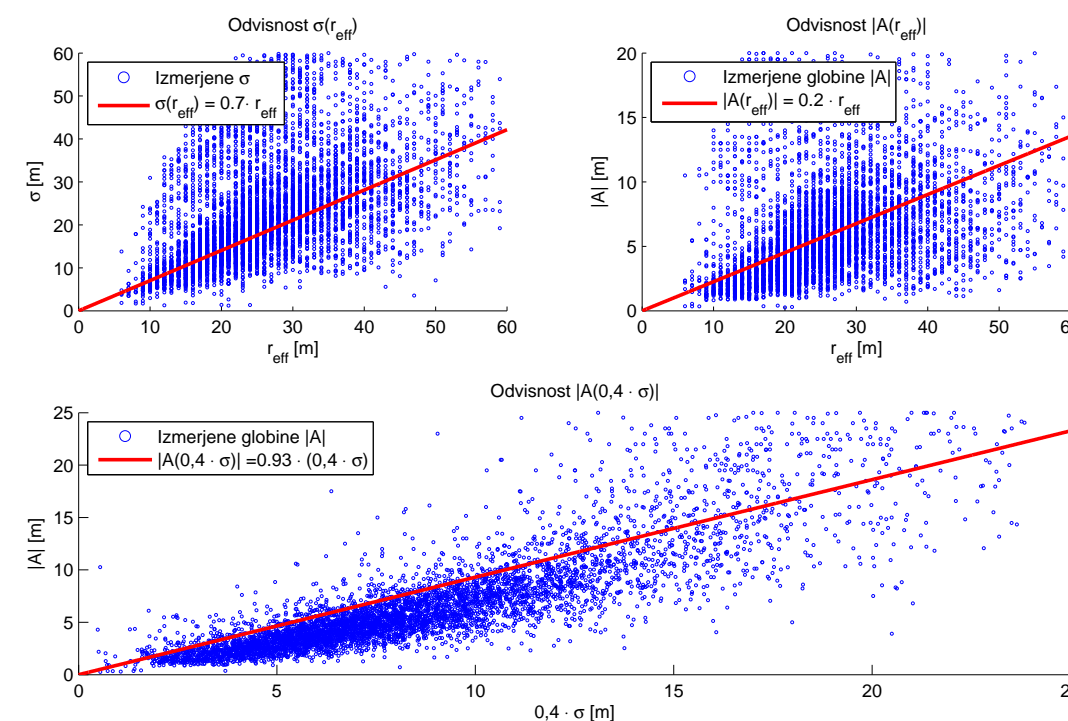 Odvisnost σ(r_eff)
60
50
40
30
20
10
0
σ [m]
Izmerjene σ
σ(r_eff) = 0.7· r_eff
0 10 20 30 40 50 60
r_eff [m]
Odvisnost |A(r_eff)|
20
15
10
5
0
|A| [m]
Izmerjene globine |A|
|A(r_eff)| = 0.2 · r_eff
0 10 20 30 40 50
r_eff [m]
Odvisnost |A(0,4 · σ)|
25
20
15
10
5
0
|A| [m]
Izmerjene globine |A|
|A(0,4 · σ)| =0.93 · (0,4 · σ)
0 5 10 15 20
0,4 · σ [m]